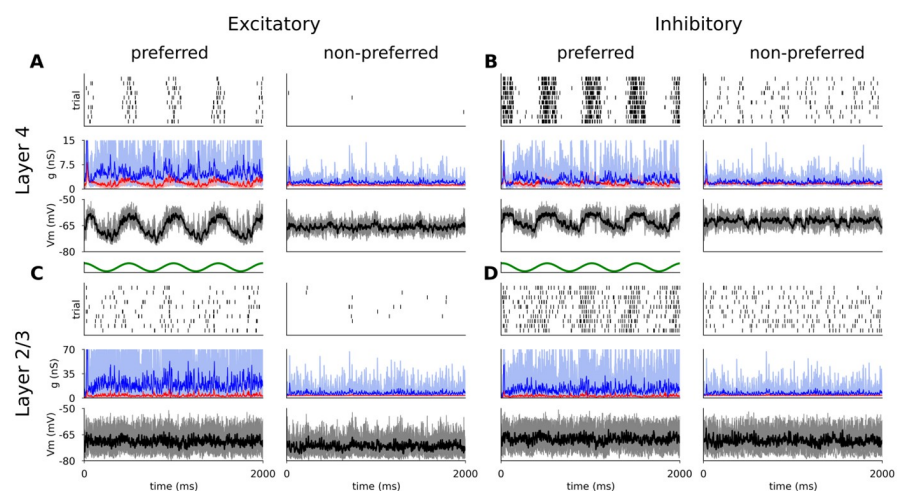 Excitatory
Inhibitory
preferred
non-preferred
preferred
non-preferred
A
B
Layer 4
trial
15
7.5
0
g (nS)
-50
-65
-80
Vm (mV)
C
D
Layer 2/3
trial
70
35
0
g (nS)
-50
-65
-80
Vm (mV)
0 2000 0 2000 0 2000 0 2000
time (ms) time (ms) time (ms) time (ms)